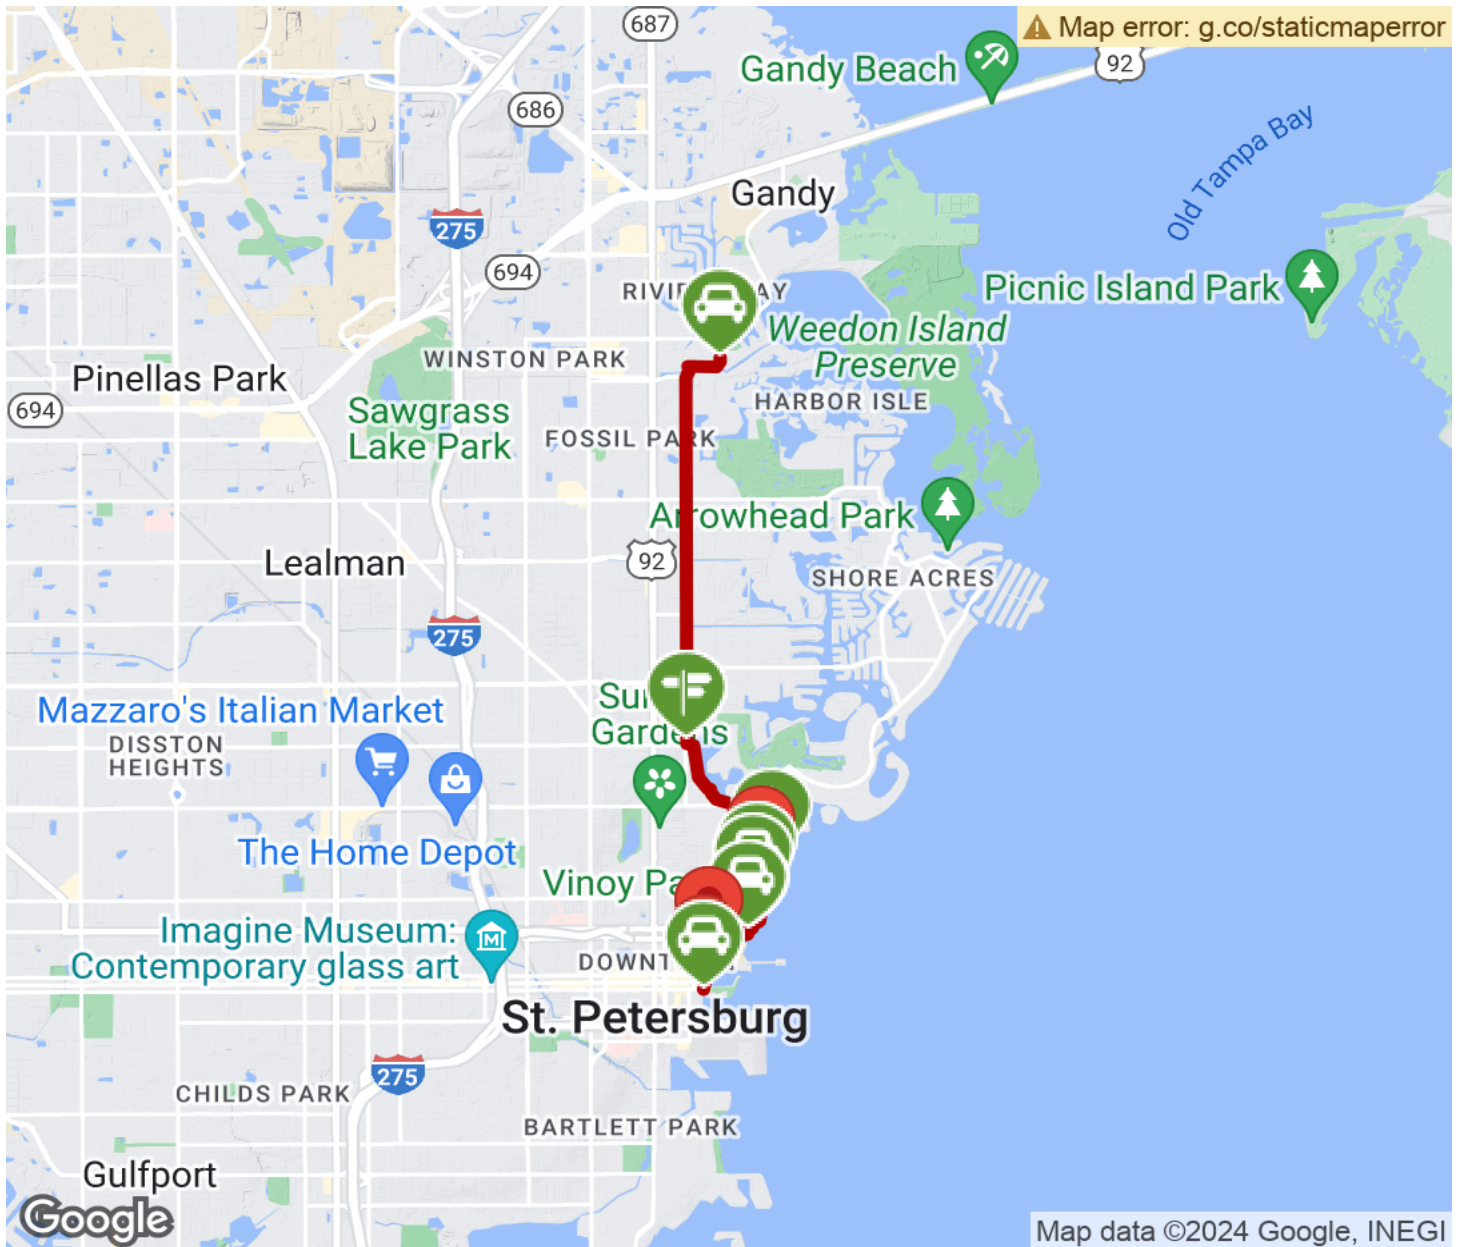 687
Map error: g.co/staticmaperror
Gandy Beach
92
686
Old Tampa Bay
Gandy
275
694
Picnic Island Park
Weedon Island
Preserve
WINSTON PARK
Pinellas Park
694
HARBOR ISLE
Sawgrass
Lake Park
FOSSIL PARK
Arrowhead Park
92
Lealman
SHORE ACRES
275
Gardens
Mazzaro's Italian Market
DISSTON
HEIGHTS
The Home Depot
Vinoy
Imagine Museum:
Contemporary glass art
M
St. Petersburg
275
CHILDS PARK
BARTLETT PARK
Gulfport
Google
Map data ©2024 Google, INEGI